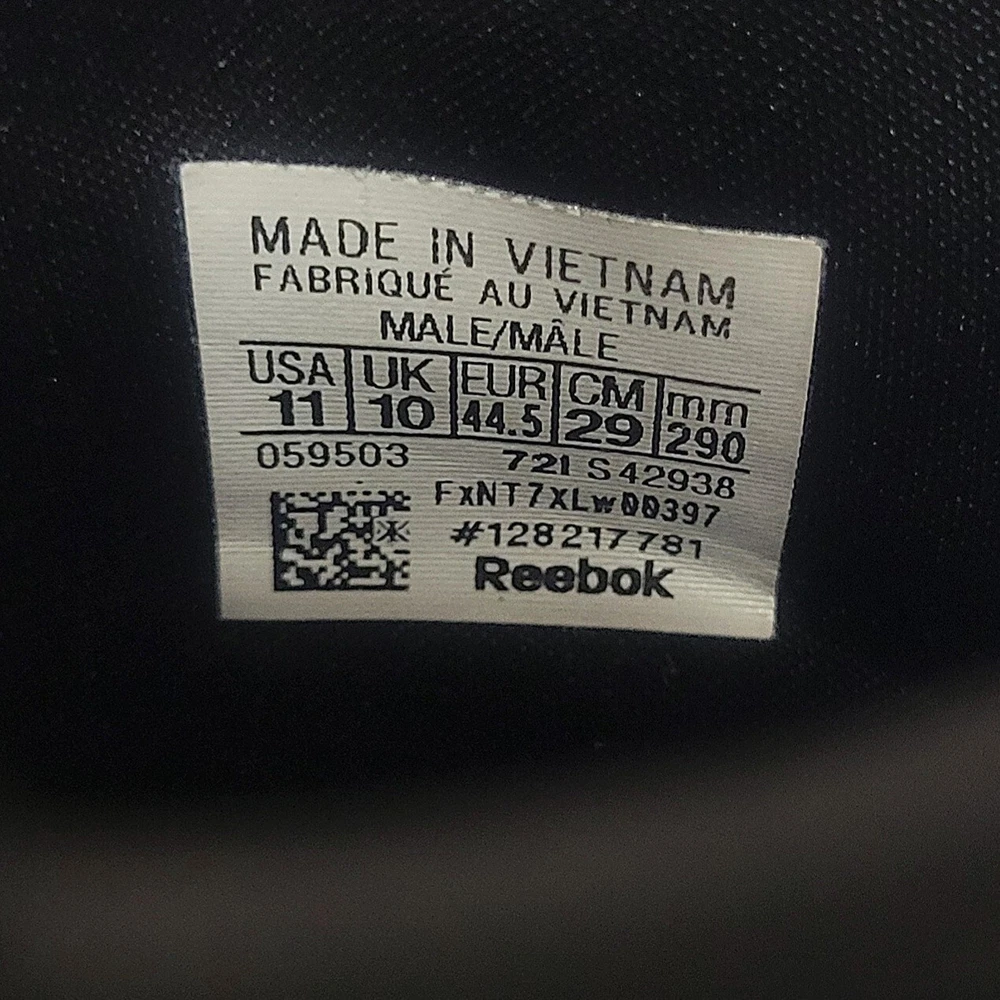 MADE IN VIETNAM
FABRIQUÉ AU VIETNAM
MALE/MÂLE
USA UK EUR CM mm
11 10 44.5 29 290
059503 721 S 42938
FxNT7XLw00397
#128217781
Reebok